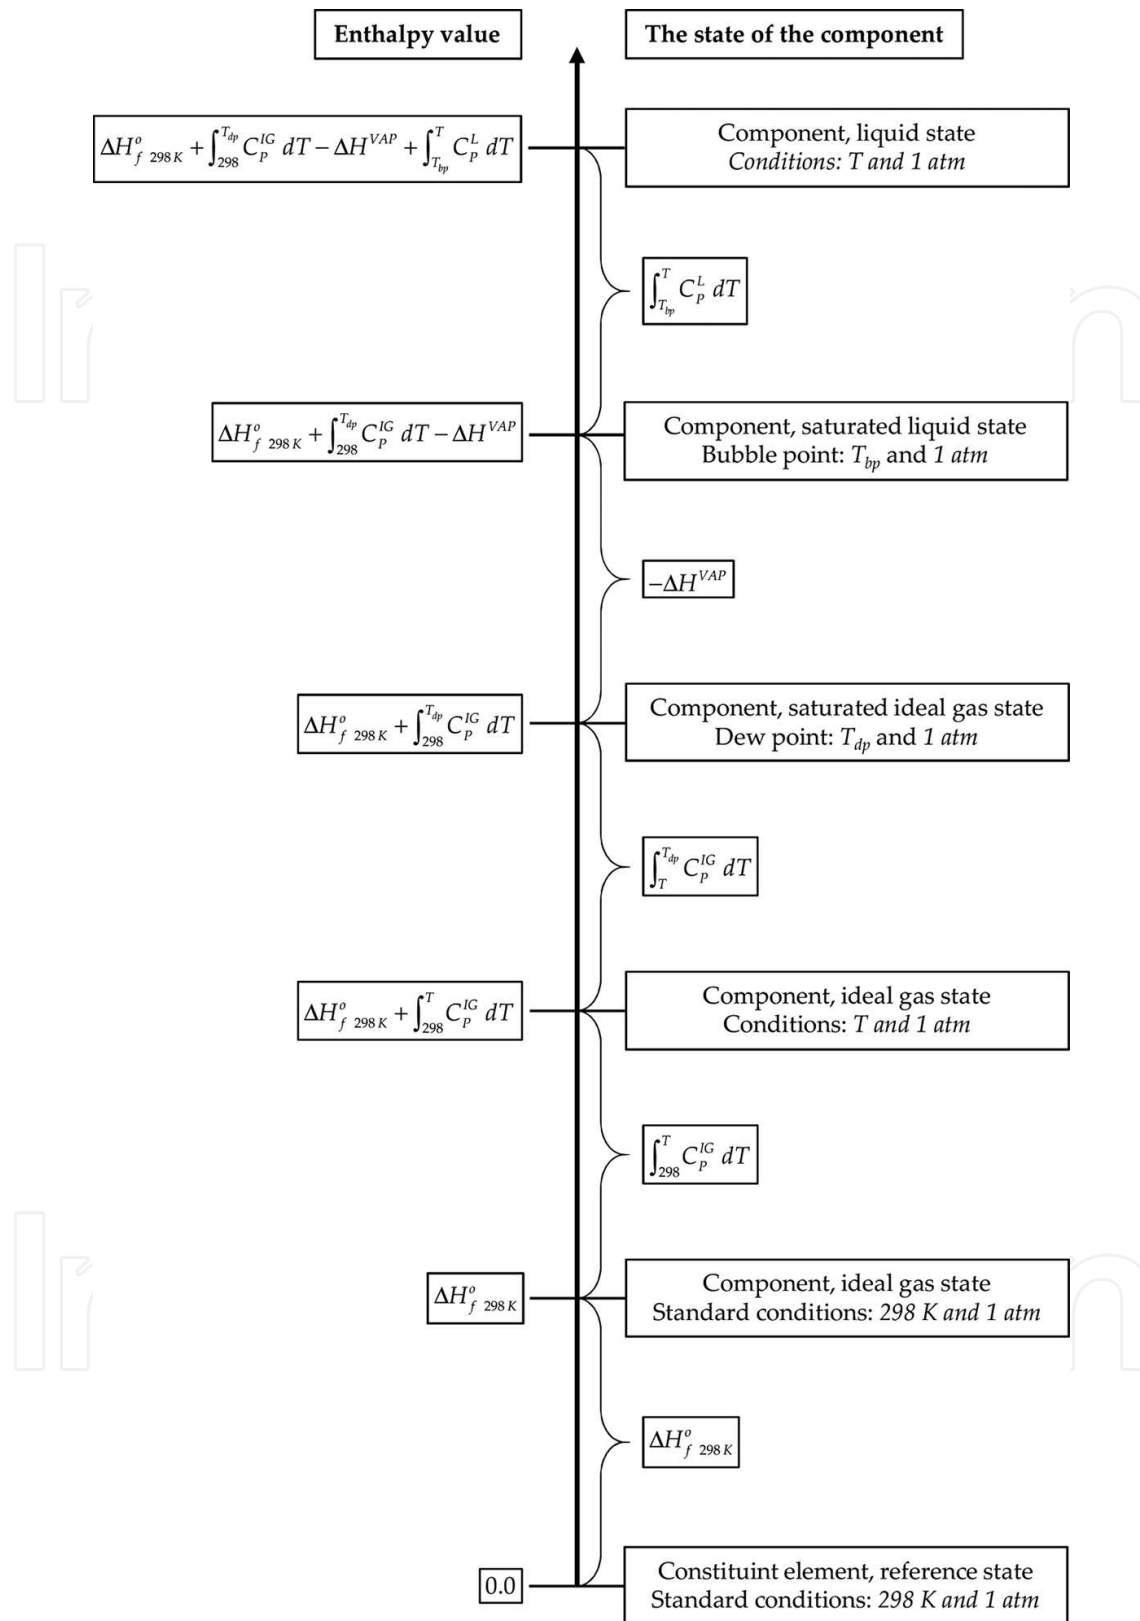 Enthalpy value
The state of the component
ΔH°f 298 K + ∫298^Tdp CP^IG dT − ΔH^VAP + ∫Tbp^T CP^L dT
Component, liquid state
Conditions: T and 1 atm
∫Tbp^T CP^L dT
ΔH°f 298 K + ∫298^Tdp CP^IG dT − ΔH^VAP
Component, saturated liquid state
Bubble point: Tbp and 1 atm
−ΔH^VAP
ΔH°f 298 K + ∫298^Tdp CP^IG dT
Component, saturated ideal gas state
Dew point: Tdp and 1 atm
∫T^Tdp CP^IG dT
ΔH°f 298 K + ∫298^T CP^IG dT
Component, ideal gas state
Conditions: T and 1 atm
∫298^T CP^IG dT
ΔH°f 298 K
Component, ideal gas state
Standard conditions: 298 K and 1 atm
ΔH°f 298 K
0.0
Constituint element, reference state
Standard conditions: 298 K and 1 atm